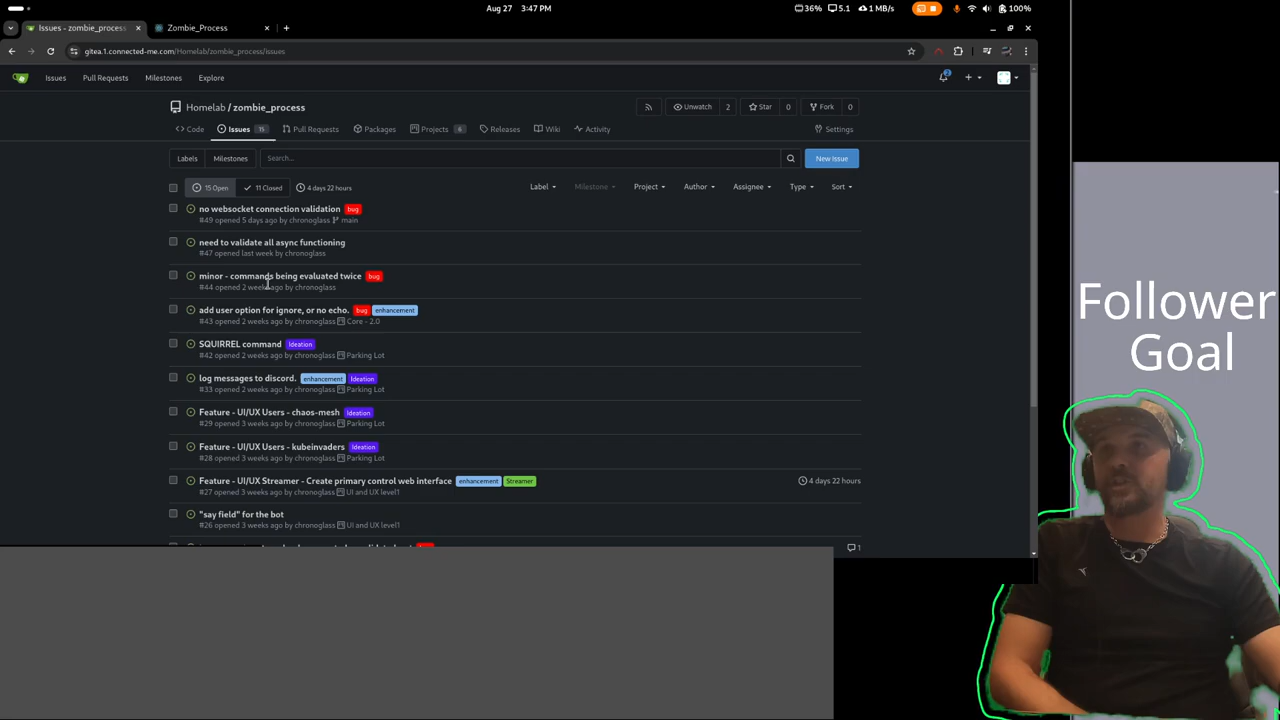 Aug 27 3:47 PM
36% 5.1 1 MB/s 100%
Issues - zombie_process Zombie_Process
gitea.1.connected-me.com/Homelab/zombie_process/issues
Issues Pull Requests Milestones Explore 2
Homelab / zombie_process Unwatch 2 Star 0 Fork 0
Code Issues 15 Pull Requests Packages Projects 6 Releases Wiki Activity Settings
Labels Milestones Search... New Issue
15 Open 11 Closed 4 days 22 hours Label Milestone Project Author Assignee Type Sort
no websocket connection validation bug
#49 opened 5 days ago by chronoglass main
need to validate all async functioning
#47 opened last week by chronoglass
minor - commands being evaluated twice bug
#44 opened 2 weeks ago by chronoglass
add user option for ignore, or no echo. bug enhancement
#43 opened 2 weeks ago by chronoglass Core - 2.0
SQUIRREL command Ideation
#42 opened 2 weeks ago by chronoglass Parking Lot
log messages to discord. enhancement Ideation
#33 opened 2 weeks ago by chronoglass Parking Lot
Feature - UI/UX Users - chaos-mesh Ideation
#29 opened 3 weeks ago by chronoglass Parking Lot
Feature - UI/UX Users - kubeinvaders Ideation
#28 opened 3 weeks ago by chronoglass Parking Lot
Feature - UI/UX Streamer - Create primary control web interface enhancement Streamer 4 days 22 hours
#27 opened 3 weeks ago by chronoglass UI and UX level1
"say field" for the bot
#26 opened 3 weeks ago by chronoglass UI and UX level1
1
Follower
Goal